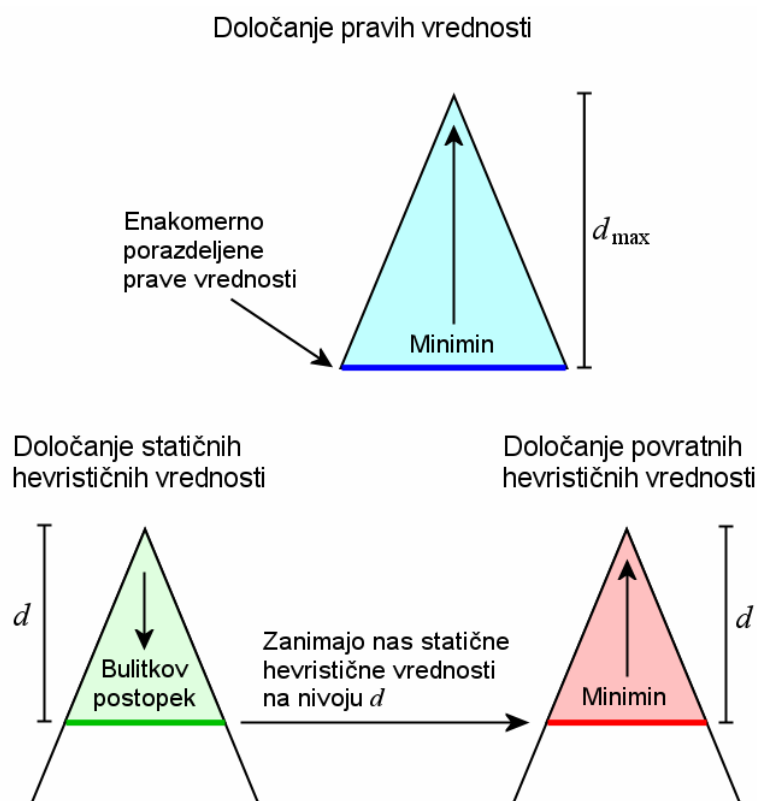 Določanje pravih vrednosti
Enakomerno
porazdeljene
prave vrednosti
d max
Minimin
Določanje statičnih
hevrističnih vrednosti
Določanje povratnih
hevrističnih vrednosti
d
Bulitkov
postopek
Zanimajo nas statične
hevristične vrednosti
na nivoju d
Minimin
d